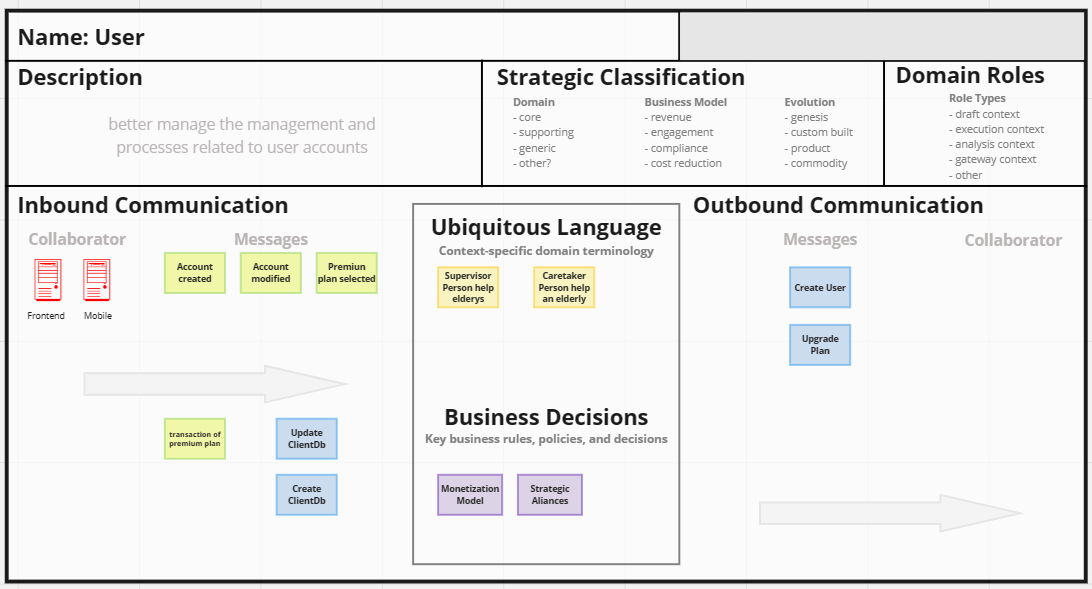 Name: User
Description
better manage the management and
processes related to user accounts
Strategic Classification
Domain
- core
- supporting
- generic
- other?
Business Model
- revenue
- engagement
- compliance
- cost reduction
Evolution
- genesis
- custom built
- product
- commodity
Domain Roles
Role Types
- draft context
- execution context
- analysis context
- gateway context
- other
Inbound Communication
Collaborator
Frontend
Mobile
Messages
Account
created
Account
modified
Premiun
plan selected
transaction of
premium plan
Update
ClientDb
Create
ClientDb
Ubiquitous Language
Context-specific domain terminology
Supervisor
Person help
elderys
Caretaker
Person help
an elderly
Business Decisions
Key business rules, policies, and decisions
Monetization
Model
Strategic
Aliances
Outbound Communication
Messages
Create User
Upgrade
Plan
Collaborator